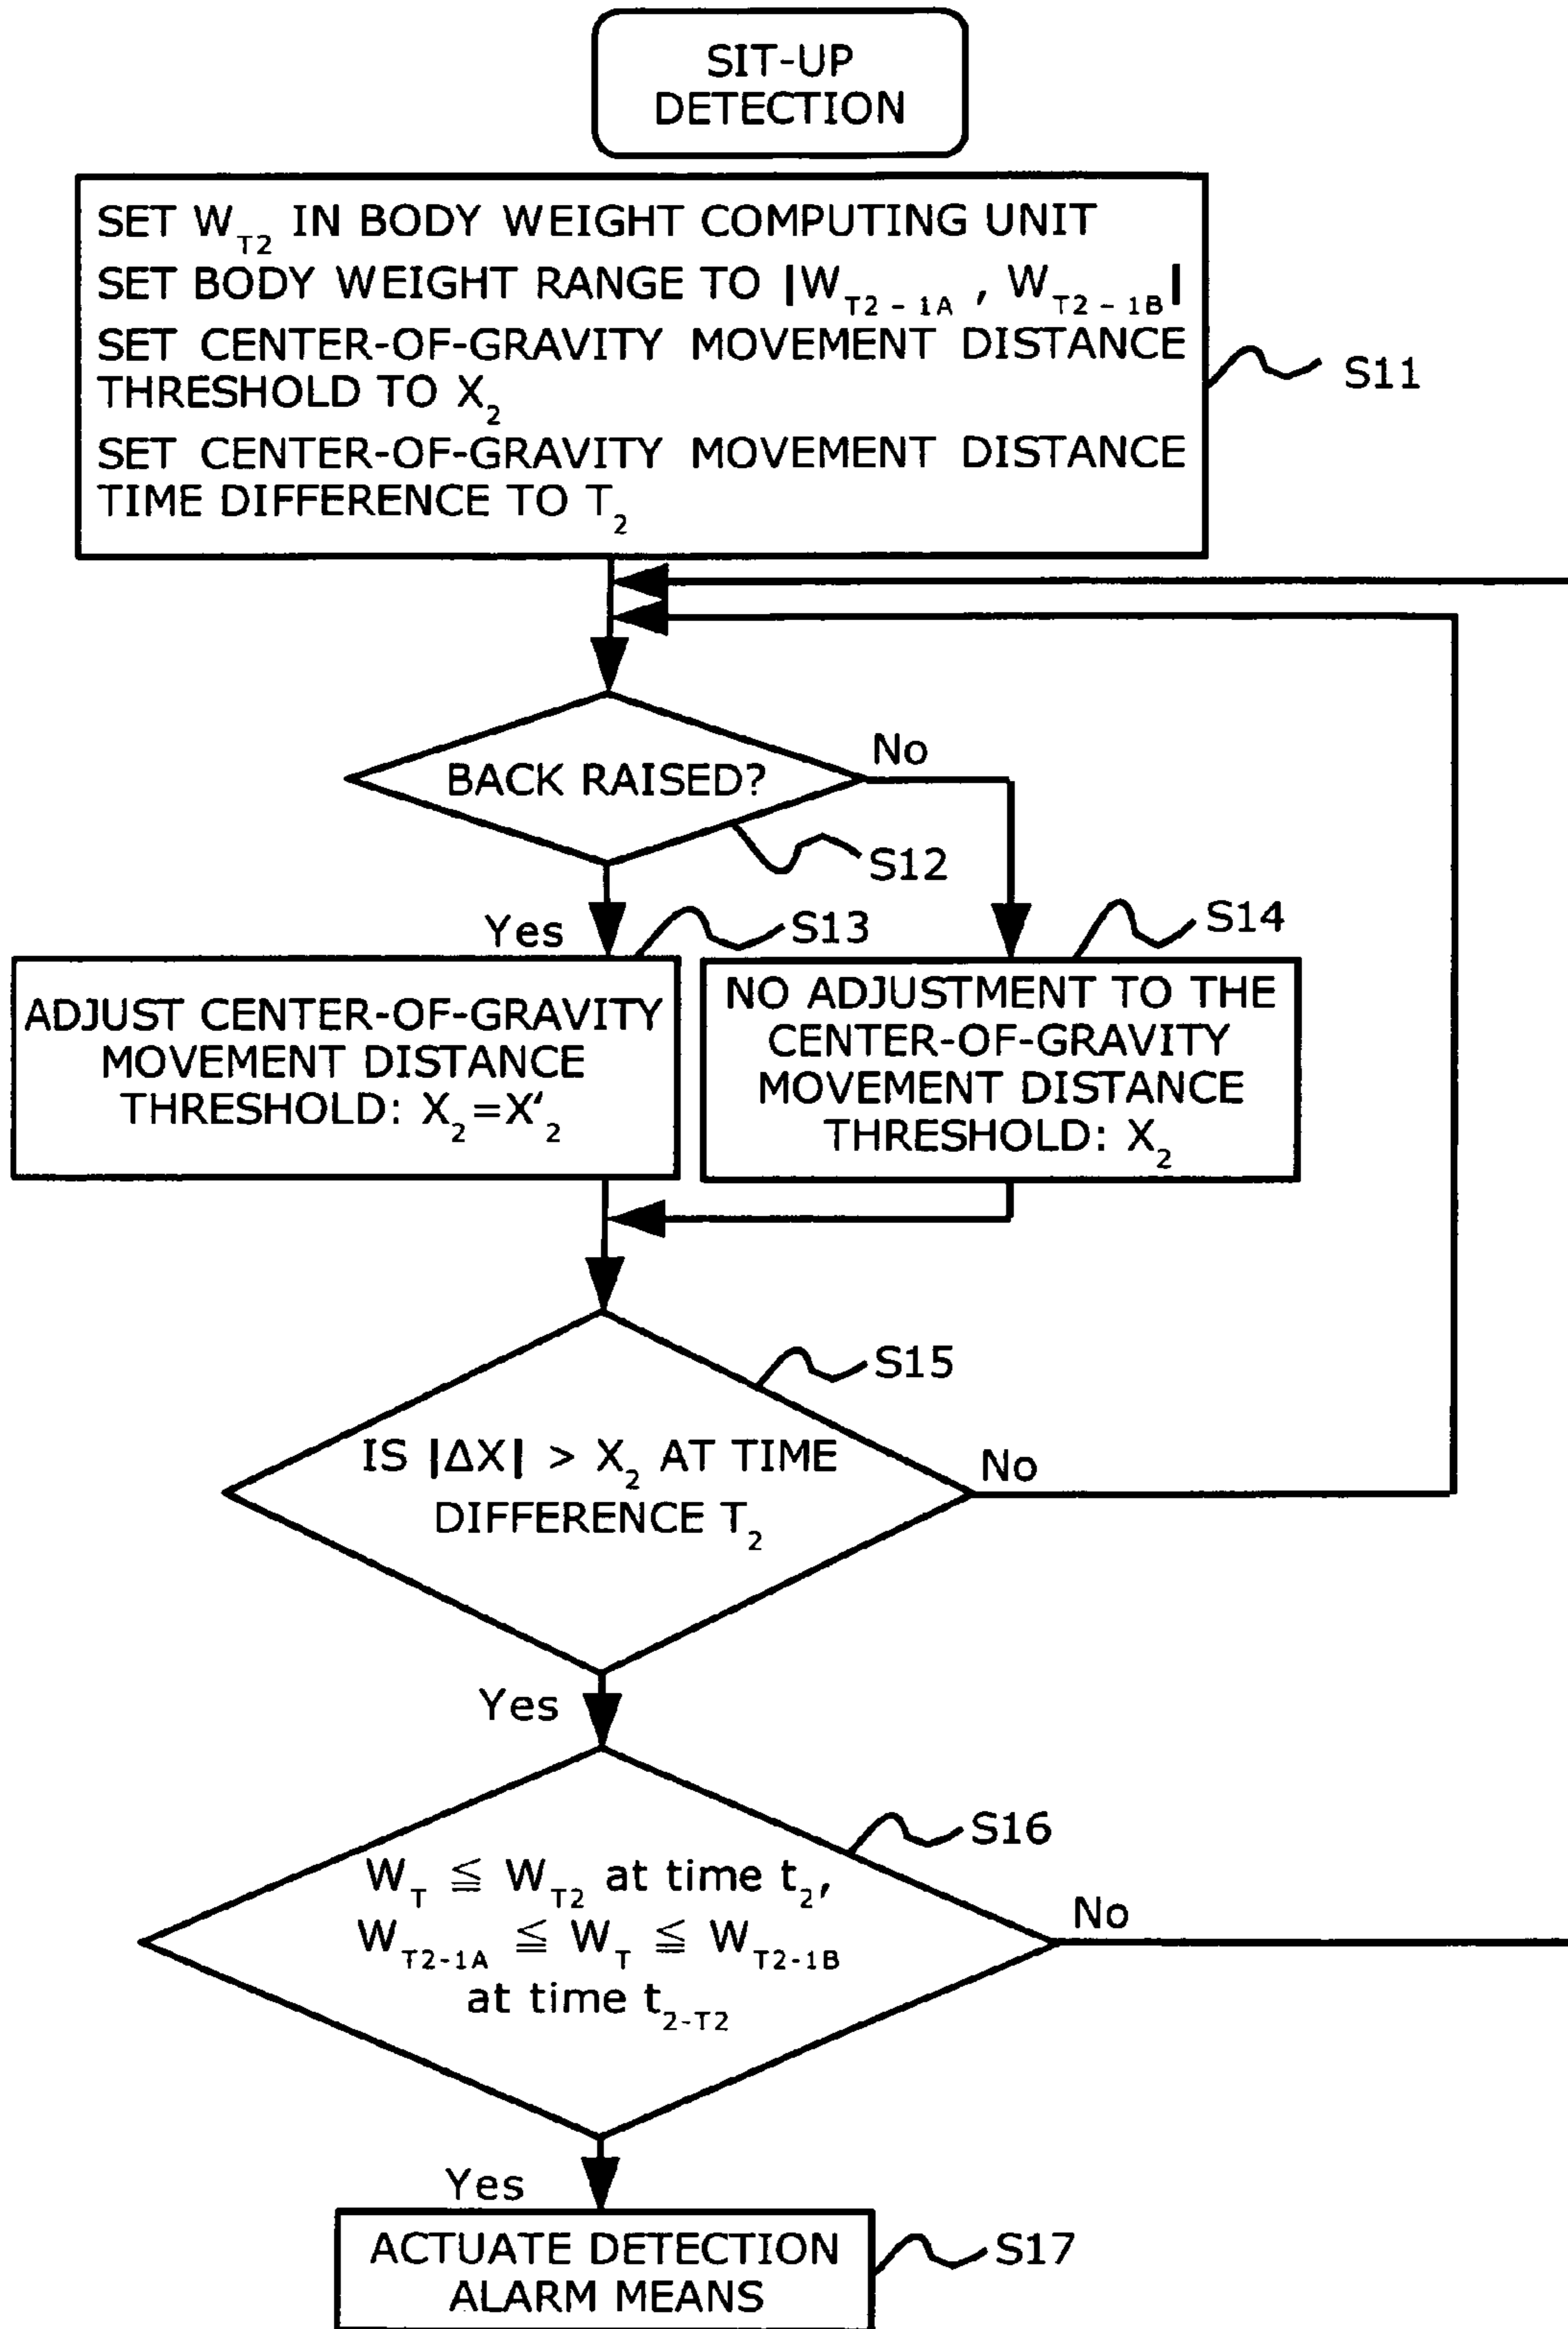 SIT-UP
DETECTION
SET W_T2 IN BODY WEIGHT COMPUTING UNIT
SET BODY WEIGHT RANGE TO |W_T2-1A , W_T2-1B|
SET CENTER-OF-GRAVITY MOVEMENT DISTANCE
THRESHOLD TO X_2
SET CENTER-OF-GRAVITY MOVEMENT DISTANCE
TIME DIFFERENCE TO T_2
S11
BACK RAISED?
No
S12
Yes
S13
S14
ADJUST CENTER-OF-GRAVITY
MOVEMENT DISTANCE
THRESHOLD: X_2=X'_2
NO ADJUSTMENT TO THE
CENTER-OF-GRAVITY
MOVEMENT DISTANCE
THRESHOLD: X_2
S15
IS |ΔX| > X_2 AT TIME
DIFFERENCE T_2
No
Yes
S16
W_T ≦ W_T2 at time t_2,
W_T2-1A ≦ W_T ≦ W_T2-1B
at time t_2-T2
No
Yes
ACTUATE DETECTION
ALARM MEANS
S17